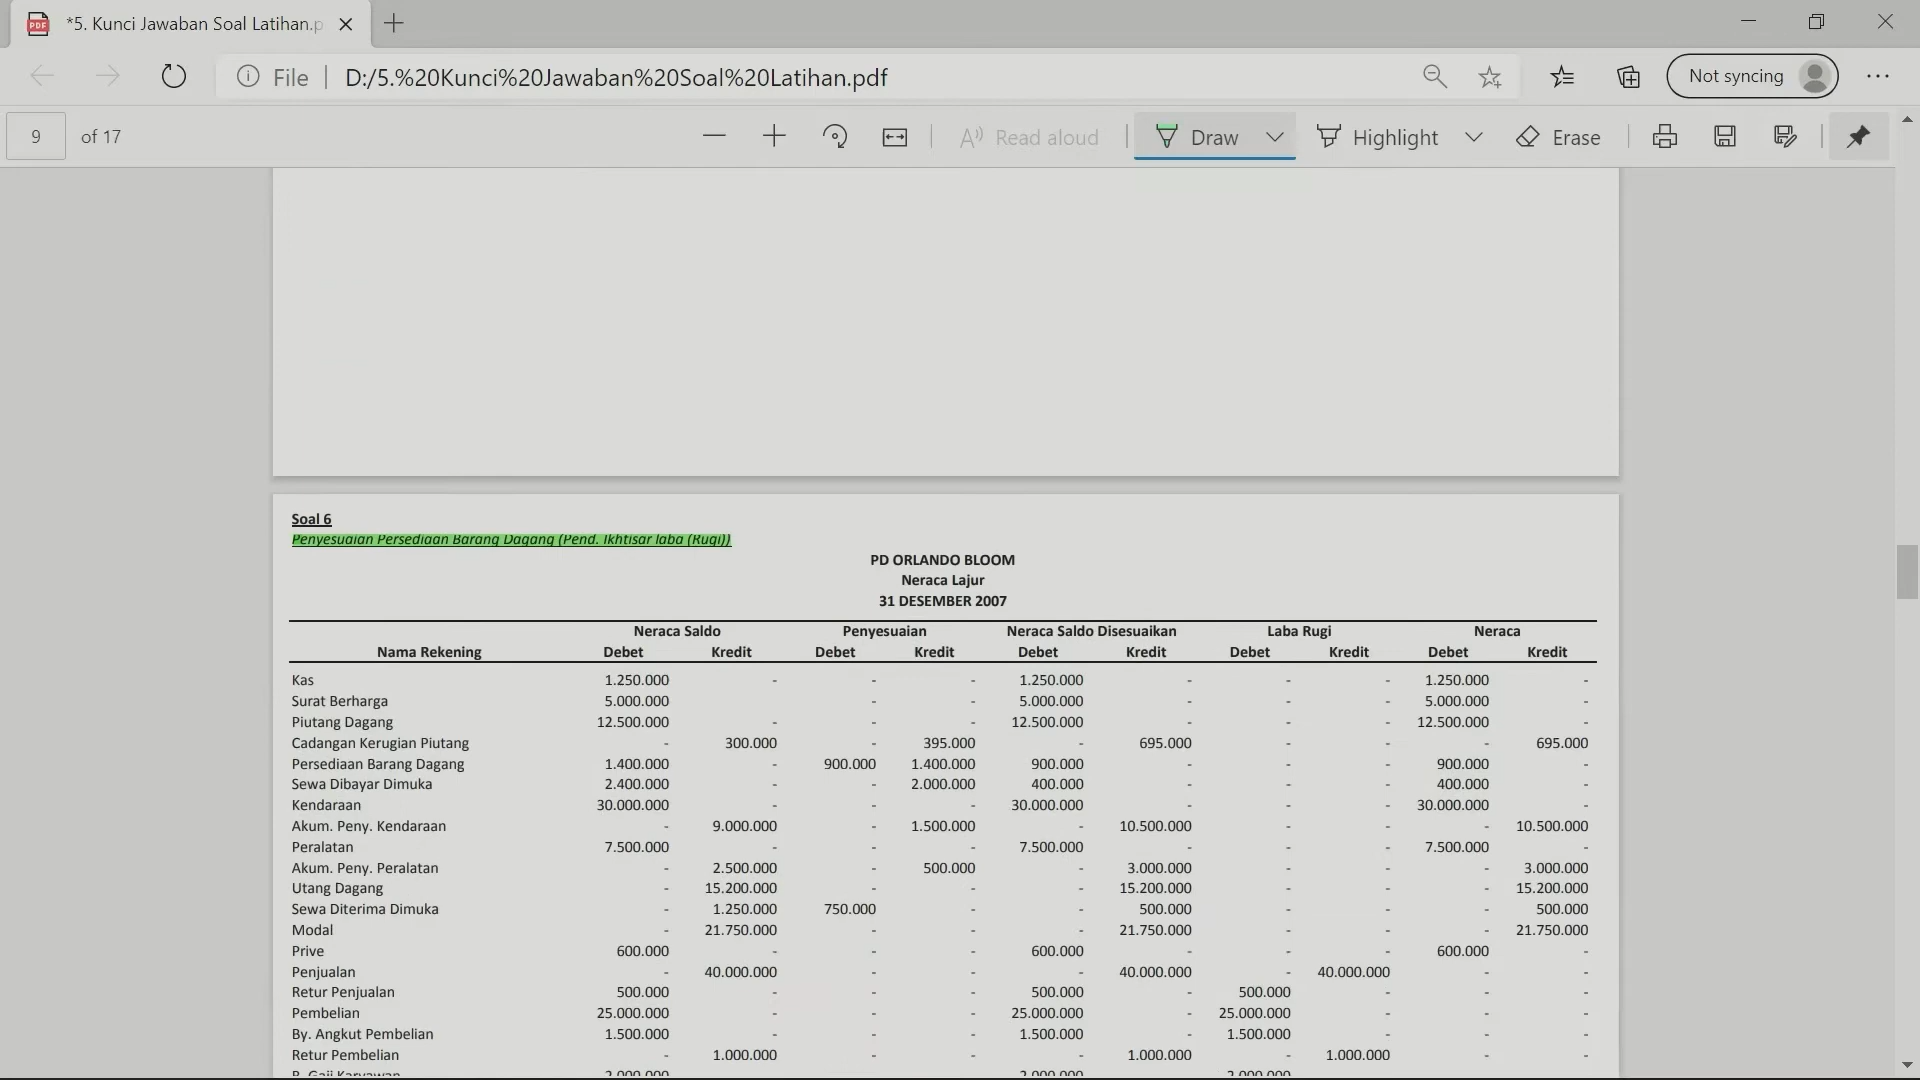 *5. Kunci Jawaban Soal Latihan.p
File D:/5.%20Kunci%20Jawaban%20Soal%20Latihan.pdf Not syncing
9 of 17 Read aloud Draw Highlight Erase
Soal 6
Penyesuaian Persediaan Barang Dagang (Pend. Ikhtisar laba (Rugi))
PD ORLANDO BLOOM
Neraca Lajur
31 DESEMBER 2007
Neraca Saldo Penyesuaian Neraca Saldo Disesuaikan Laba Rugi Neraca
Nama Rekening Debet Kredit Debet Kredit Debet Kredit Debet Kredit Debet Kredit
Kas 1.250.000 - - - 1.250.000 - - - 1.250.000 -
Surat Berharga 5.000.000 - - 5.000.000 - - - 5.000.000 -
Piutang Dagang 12.500.000 - - - 12.500.000 - - - 12.500.000 -
Cadangan Kerugian Piutang - 300.000 - 395.000 - 695.000 - - - 695.000
Persediaan Barang Dagang 1.400.000 - 900.000 1.400.000 900.000 - - - 900.000 -
Sewa Dibayar Dimuka 2.400.000 - - 2.000.000 400.000 - - - 400.000 -
Kendaraan 30.000.000 - - - 30.000.000 - - - 30.000.000 -
Akum. Peny. Kendaraan - 9.000.000 - 1.500.000 - 10.500.000 - - - 10.500.000
Peralatan 7.500.000 - - - 7.500.000 - - - 7.500.000 -
Akum. Peny. Peralatan - 2.500.000 - 500.000 - 3.000.000 - - - 3.000.000
Utang Dagang - 15.200.000 - - - 15.200.000 - - - 15.200.000
Sewa Diterima Dimuka - 1.250.000 750.000 - - 500.000 - - - 500.000
Modal - 21.750.000 - - - 21.750.000 - - - 21.750.000
Prive 600.000 - - - 600.000 - - - 600.000 -
Penjualan - 40.000.000 - - - 40.000.000 - 40.000.000 - -
Retur Penjualan 500.000 - - - 500.000 - 500.000 - - -
Pembelian 25.000.000 - - - 25.000.000 - 25.000.000 - - -
By. Angkut Pembelian 1.500.000 - - - 1.500.000 - 1.500.000 - - -
Retur Pembelian - 1.000.000 - - - 1.000.000 - 1.000.000 - -
B. Gaji Karyawan 2.000.000 2.000.000 2.000.000